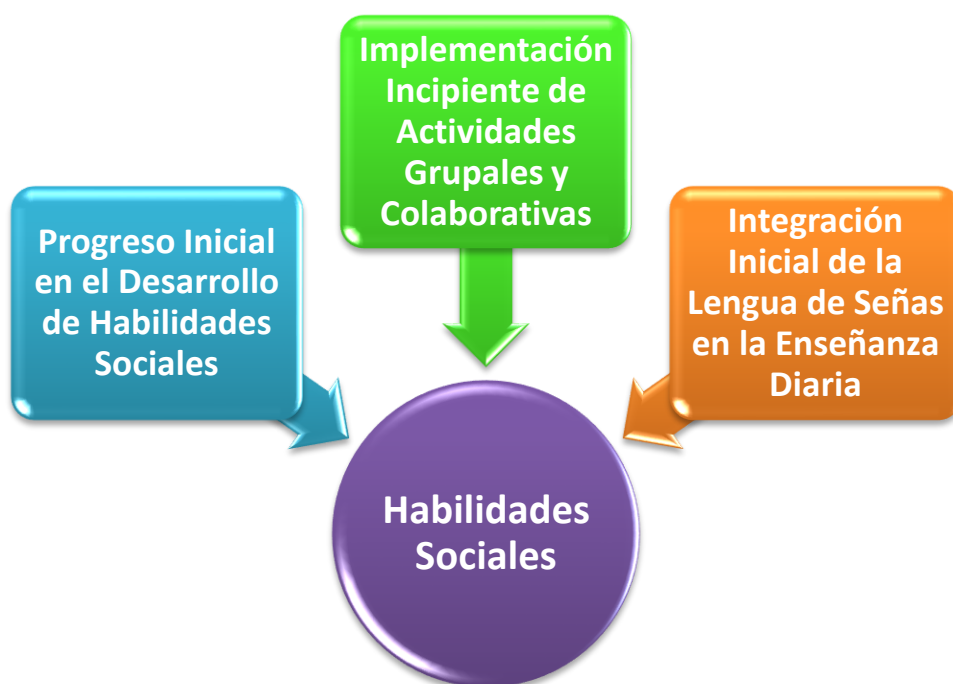 Implementación
Incipiente de
Actividades
Grupales y
Colaborativas
Progreso Inicial
en el Desarrollo
de Habilidades
Sociales
Integración
Inicial de la
Lengua de Señas
en la Enseñanza
Diaria
Habilidades
Sociales